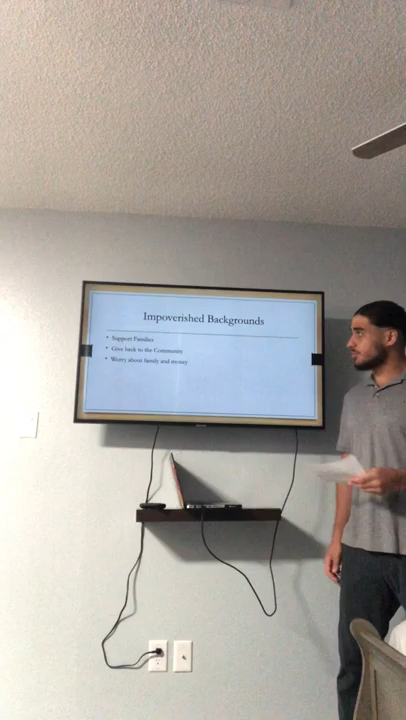 Impoverished Backgrounds
• Support Families
• Give back to the Community
• Worry about family and money